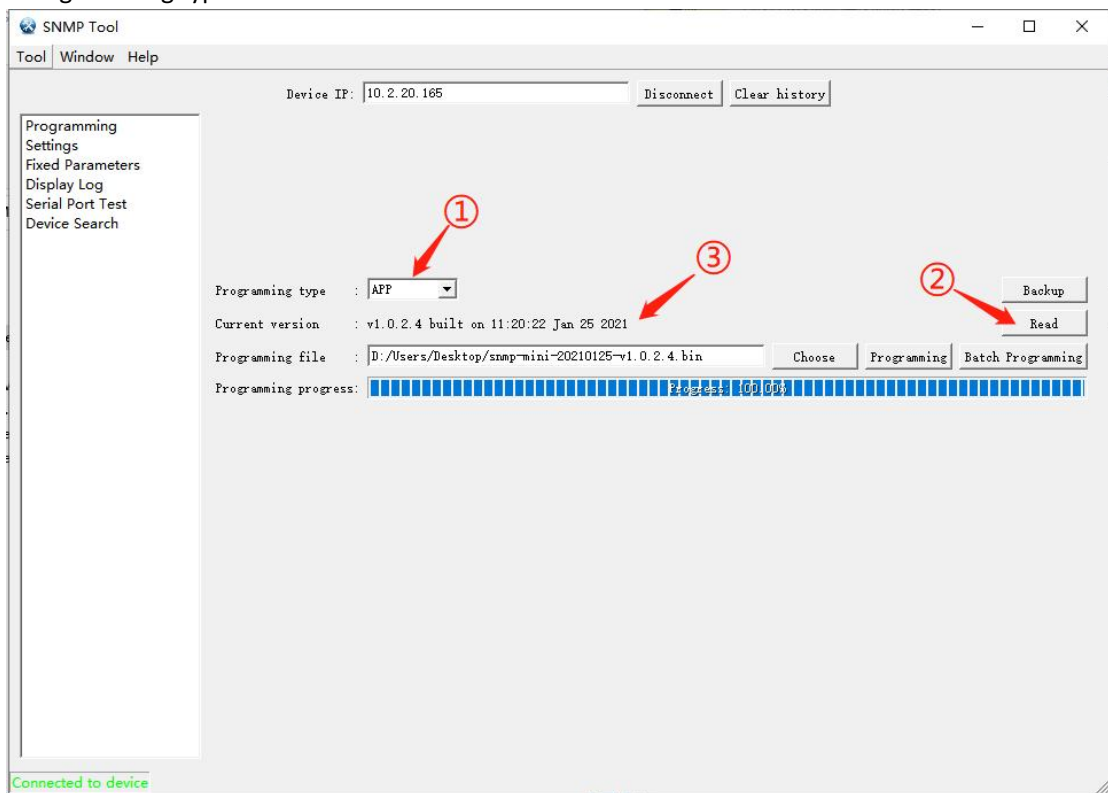 SNMP Tool
Tool Window Help
Device IP: 10.2.20.165 Disconnect Clear history
Programming
Settings
Fixed Parameters
Display Log
Serial Port Test
Device Search
①
③
②
Programming type : APP Backup
Current version : v1.0.2.4 built on 11:20:22 Jan 25 2021 Read
Programming file : D:/Users/Desktop/snmp-mini-20210125-v1.0.2.4.bin Choose Programming Batch Programming
Programming progress: Progress: 100.00%
Connected to device